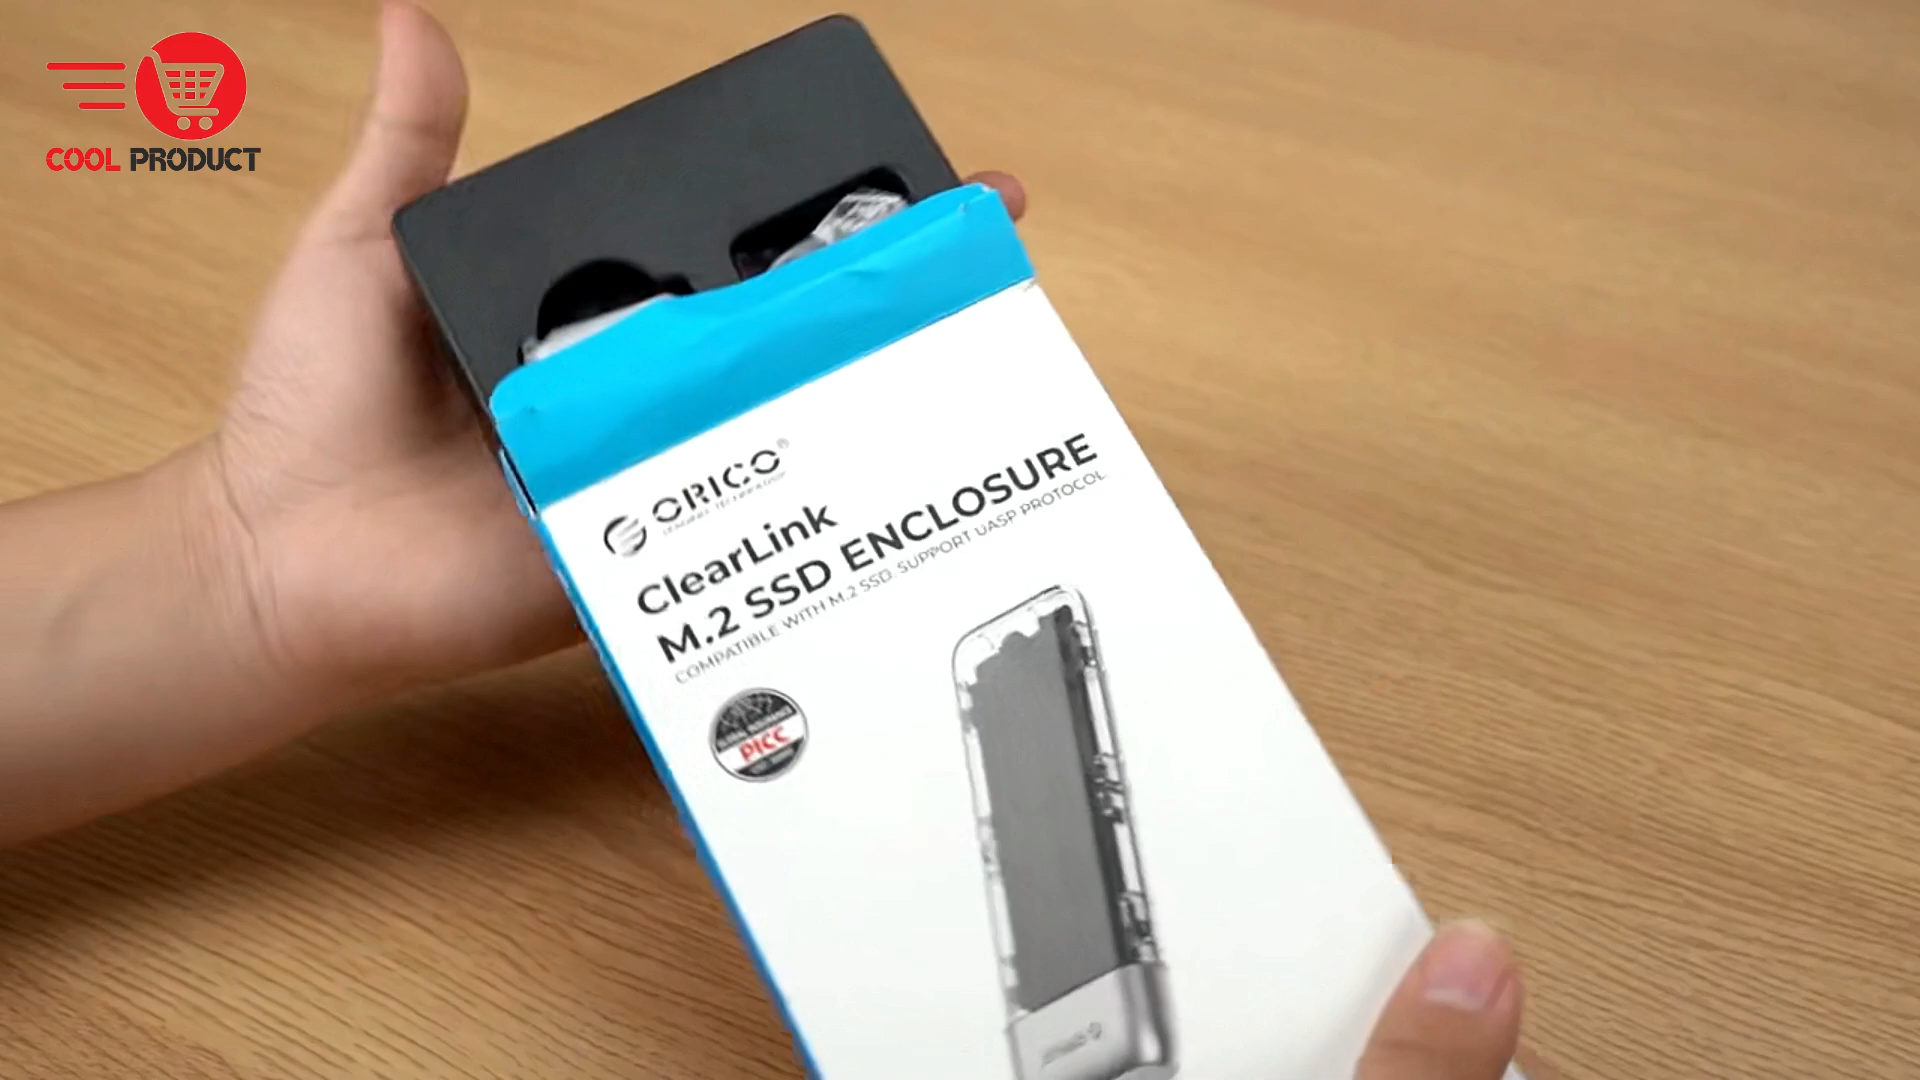 COOL PRODUCT
ORICO®
ClearLink
M.2 SSD ENCLOSURE
COMPATIBLE WITH M.2 SSD. SUPPORT UASP PROTOCOL
PICC